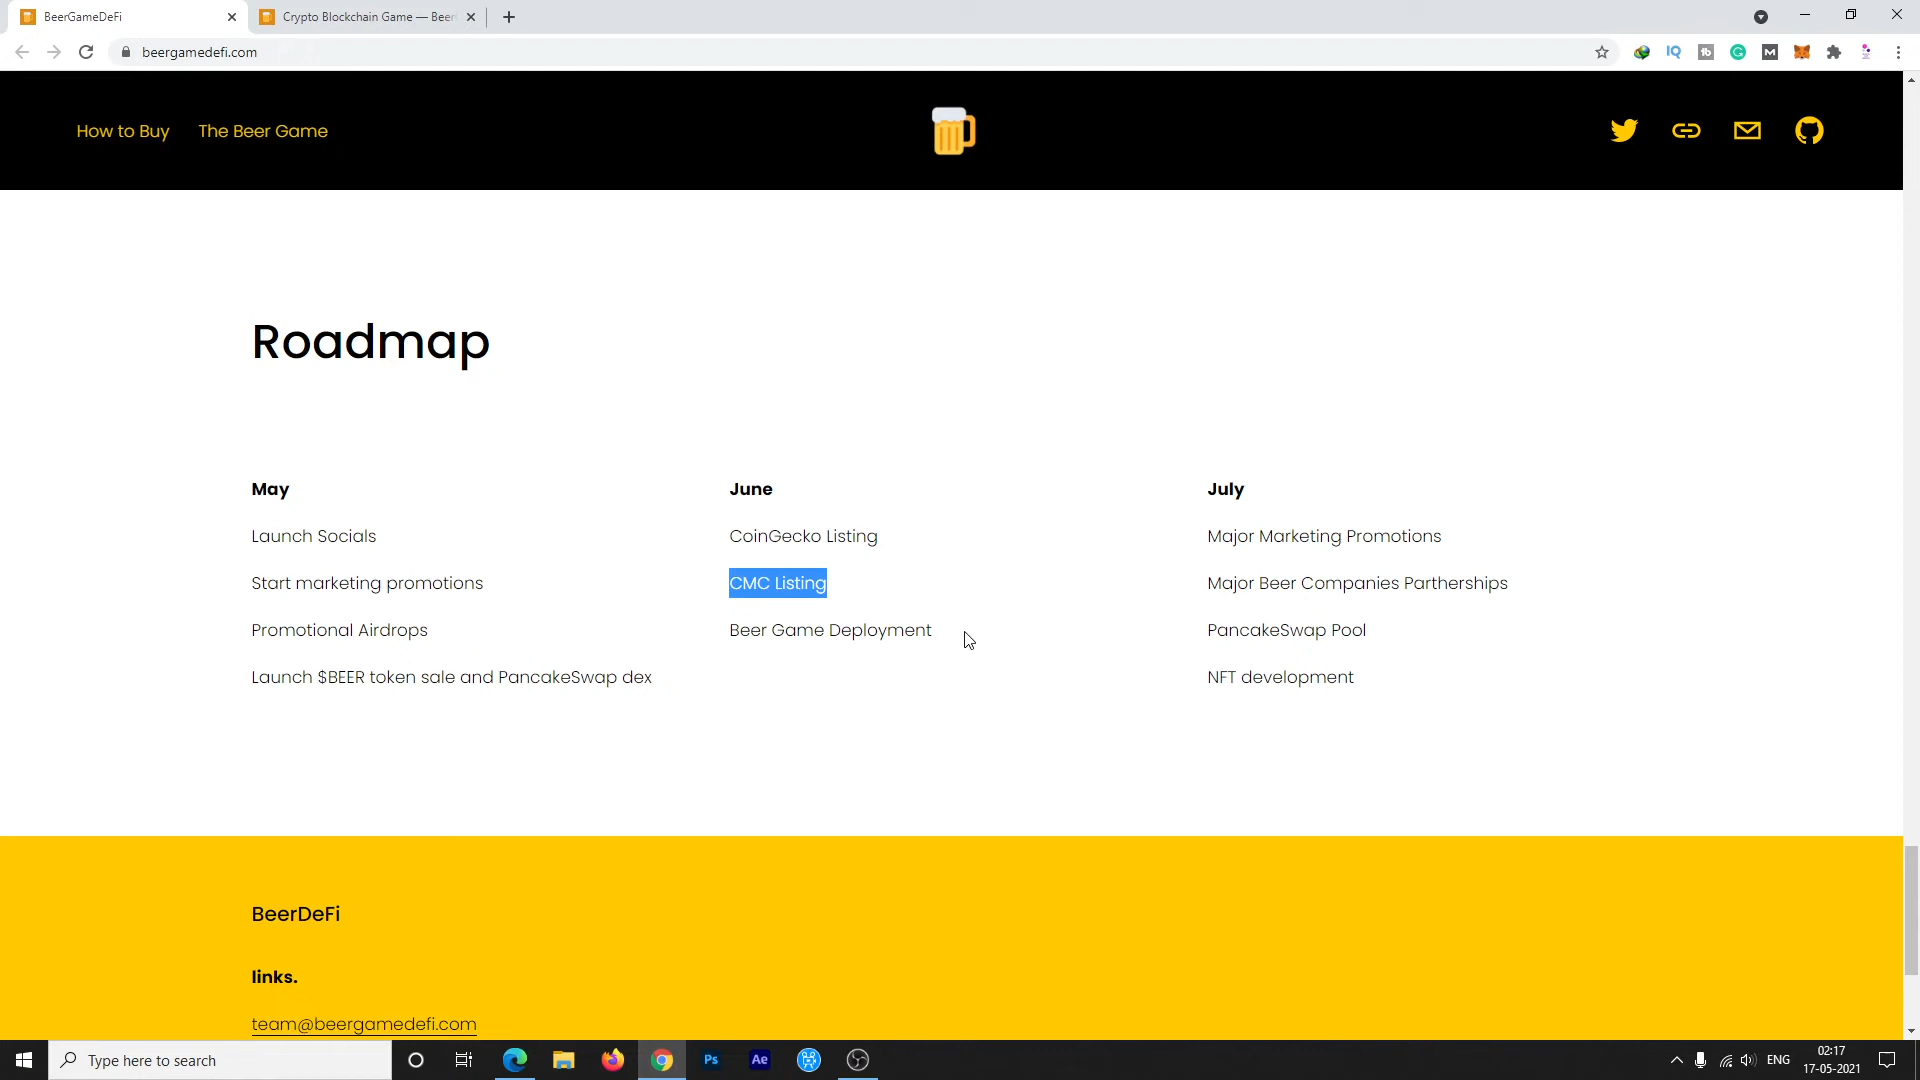 BeerGameDeFi
Crypto Blockchain Game — Beer
beergamedefi.com
IQ
How to Buy
The Beer Game
Roadmap
May
Launch Socials
Start marketing promotions
Promotional Airdrops
Launch $BEER token sale and PancakeSwap dex
June
CoinGecko Listing
CMC Listing
Beer Game Deployment
July
Major Marketing Promotions
Major Beer Companies Partherships
PancakeSwap Pool
NFT development
BeerDeFi
links.
team@beergamedefi.com
Type here to search
Ps
Ae
ENG
02:17
17-05-2021